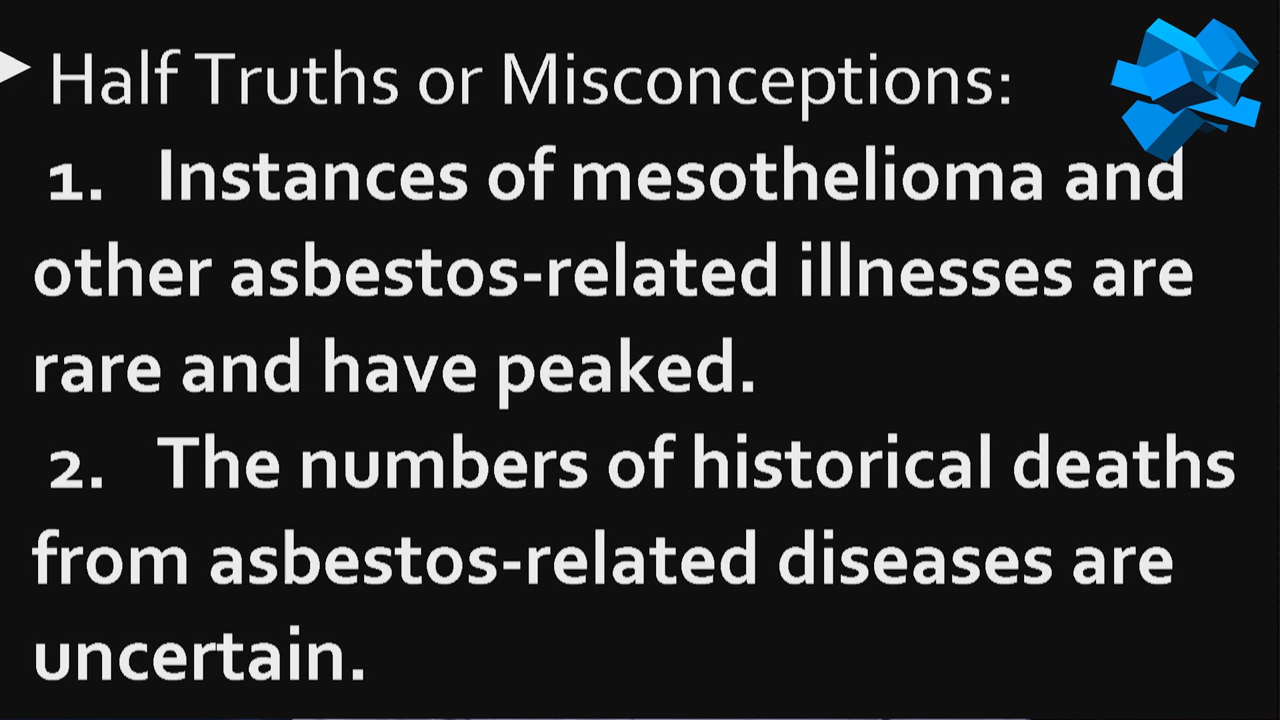 Half Truths or Misconceptions:
1. Instances of mesothelioma and
other asbestos-related illnesses are
rare and have peaked.
2. The numbers of historical deaths
from asbestos-related diseases are
uncertain.